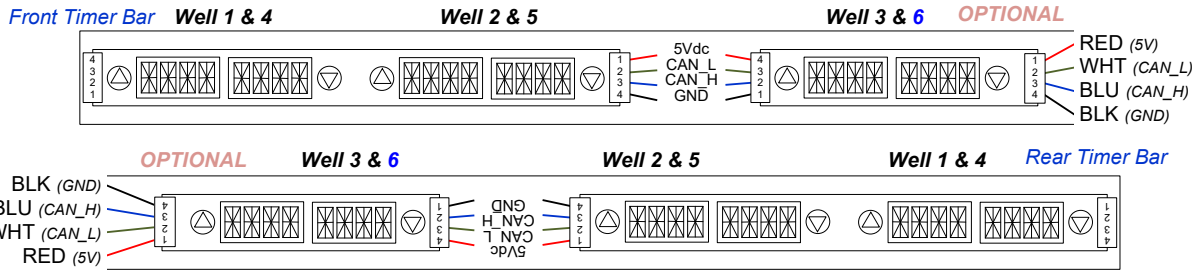 Front Timer Bar Well 1 & 4 Well 2 & 5 Well 3 & 6 OPTIONAL
4 3 2 1
1 2 3 4
5Vdc
CAN_L
CAN_H
GND
4 3 2 1
1 2 3 4
RED (5V)
WHT (CAN_L)
BLU (CAN_H)
BLK (GND)
OPTIONAL Well 3 & 6 Well 2 & 5 Well 1 & 4 Rear Timer Bar
BLK (GND)
BLU (CAN_H)
WHT (CAN_L)
RED (5V)
4 3 2 1
1 2 3 4
GND
CAN_H
CAN_L
5Vdc
4 3 2 1
1 2 3 4